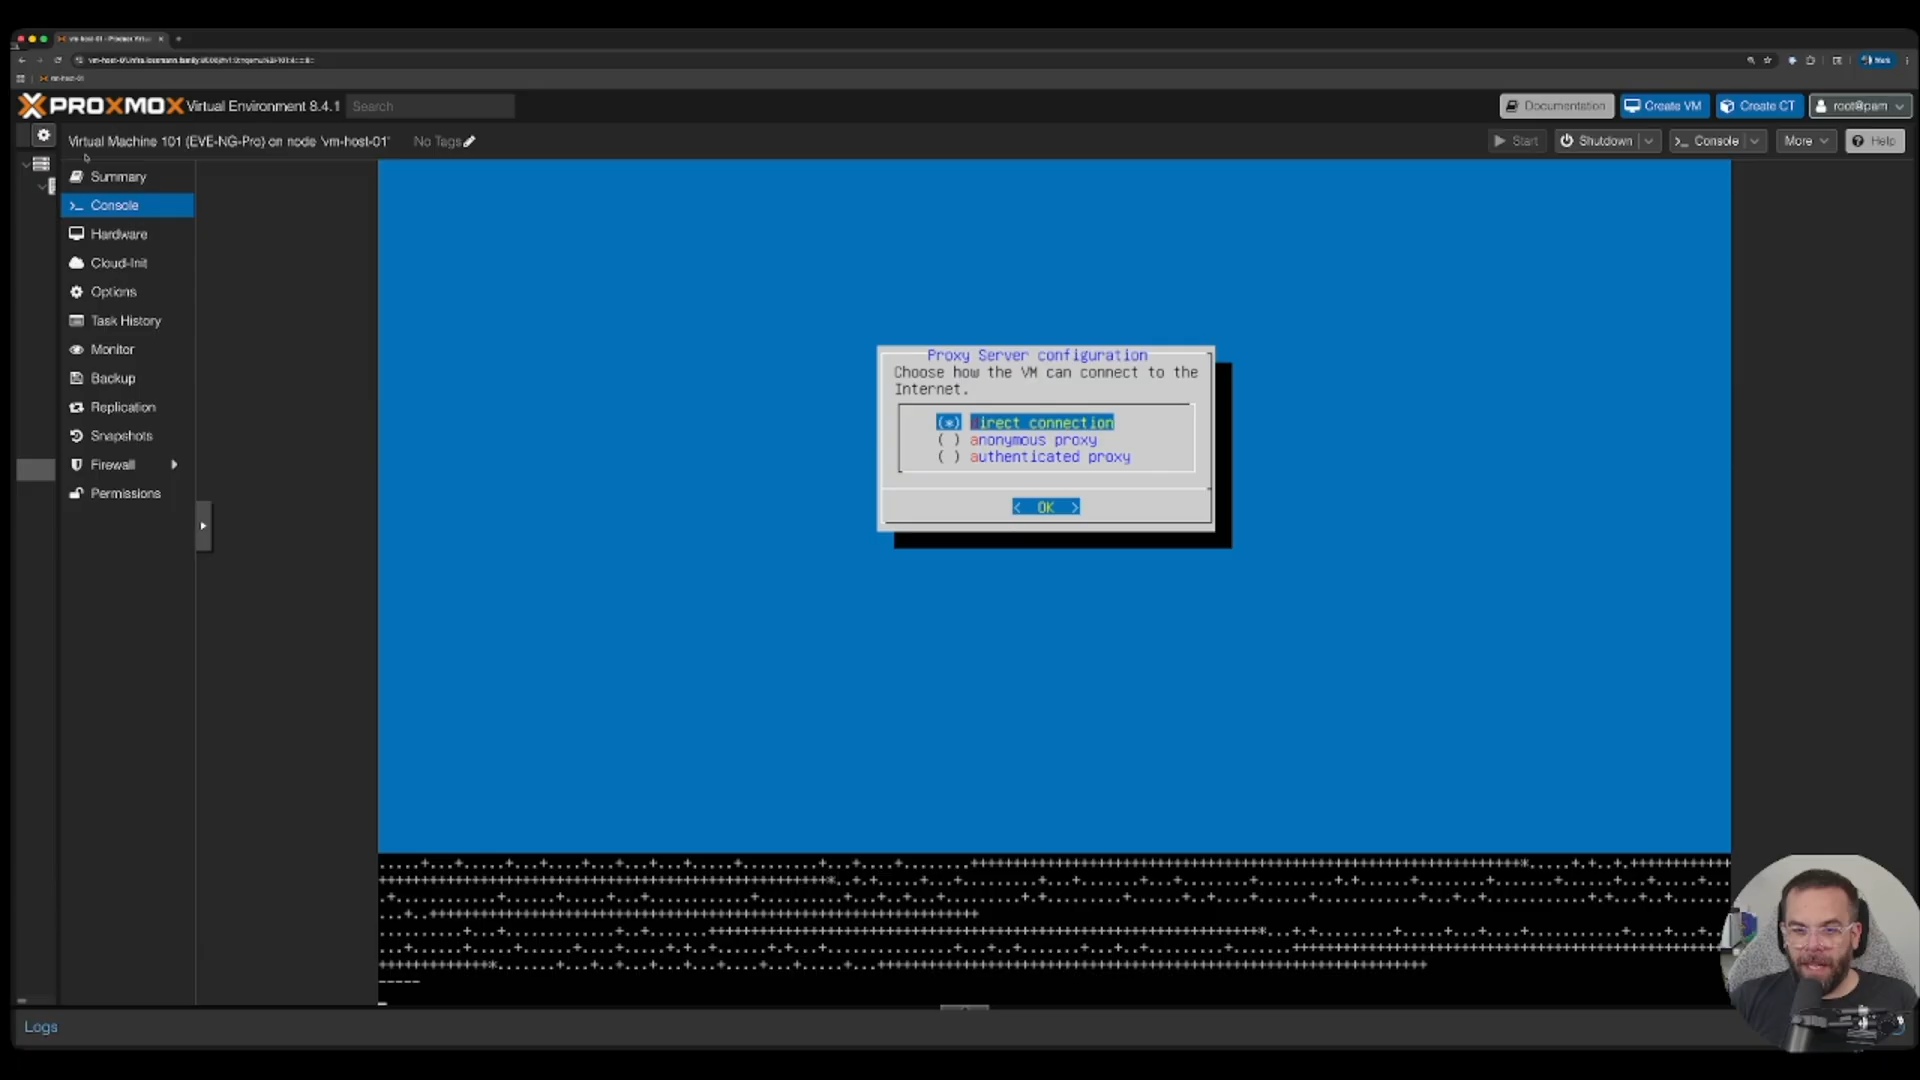 PROXMOX Virtual Environment 8.4.1 Search Documentation Create VM Create CT root@pam
Virtual Machine 101 (EVE-NG-Pro) on node 'vm-host-01' No Tags Start Shutdown >_ Console More Help
Summary
>_ Console
Hardware
Cloud-Init
Options
Task History
Monitor
Backup
Replication
Snapshots
Firewall
Permissions
Proxy Server configuration
Choose how the VM can connect to the
Internet.
(*) direct connection
( ) anonymous proxy
( ) authenticated proxy
< OK >
-----
Logs